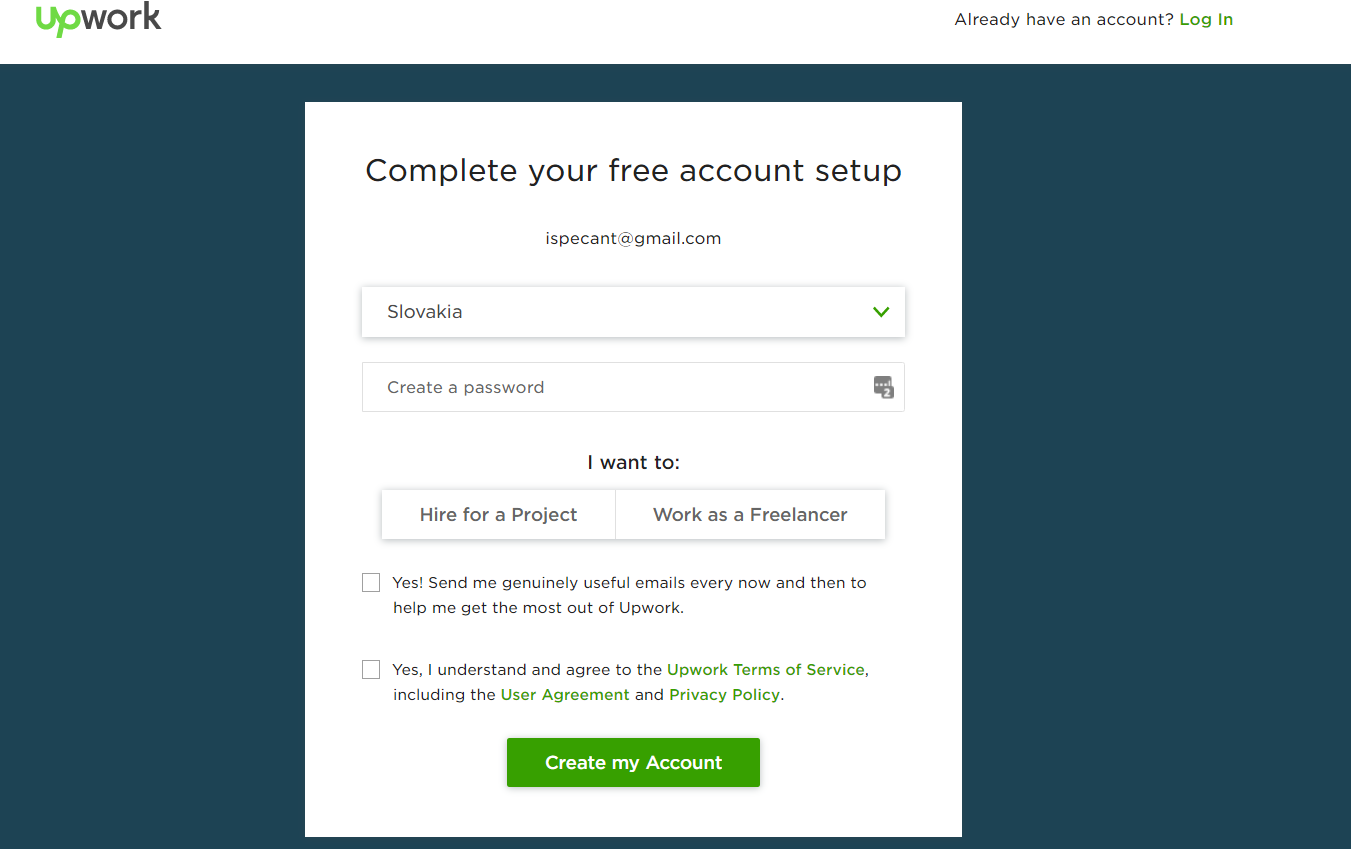 upwork
Already have an account? Log In
Complete your free account setup
ispecant@gmail.com
Slovakia
Create a password
2
I want to:
Hire for a Project
Work as a Freelancer
Yes! Send me genuinely useful emails every now and then to
help me get the most out of Upwork.
Yes, I understand and agree to the Upwork Terms of Service,
including the User Agreement and Privacy Policy.
Create my Account